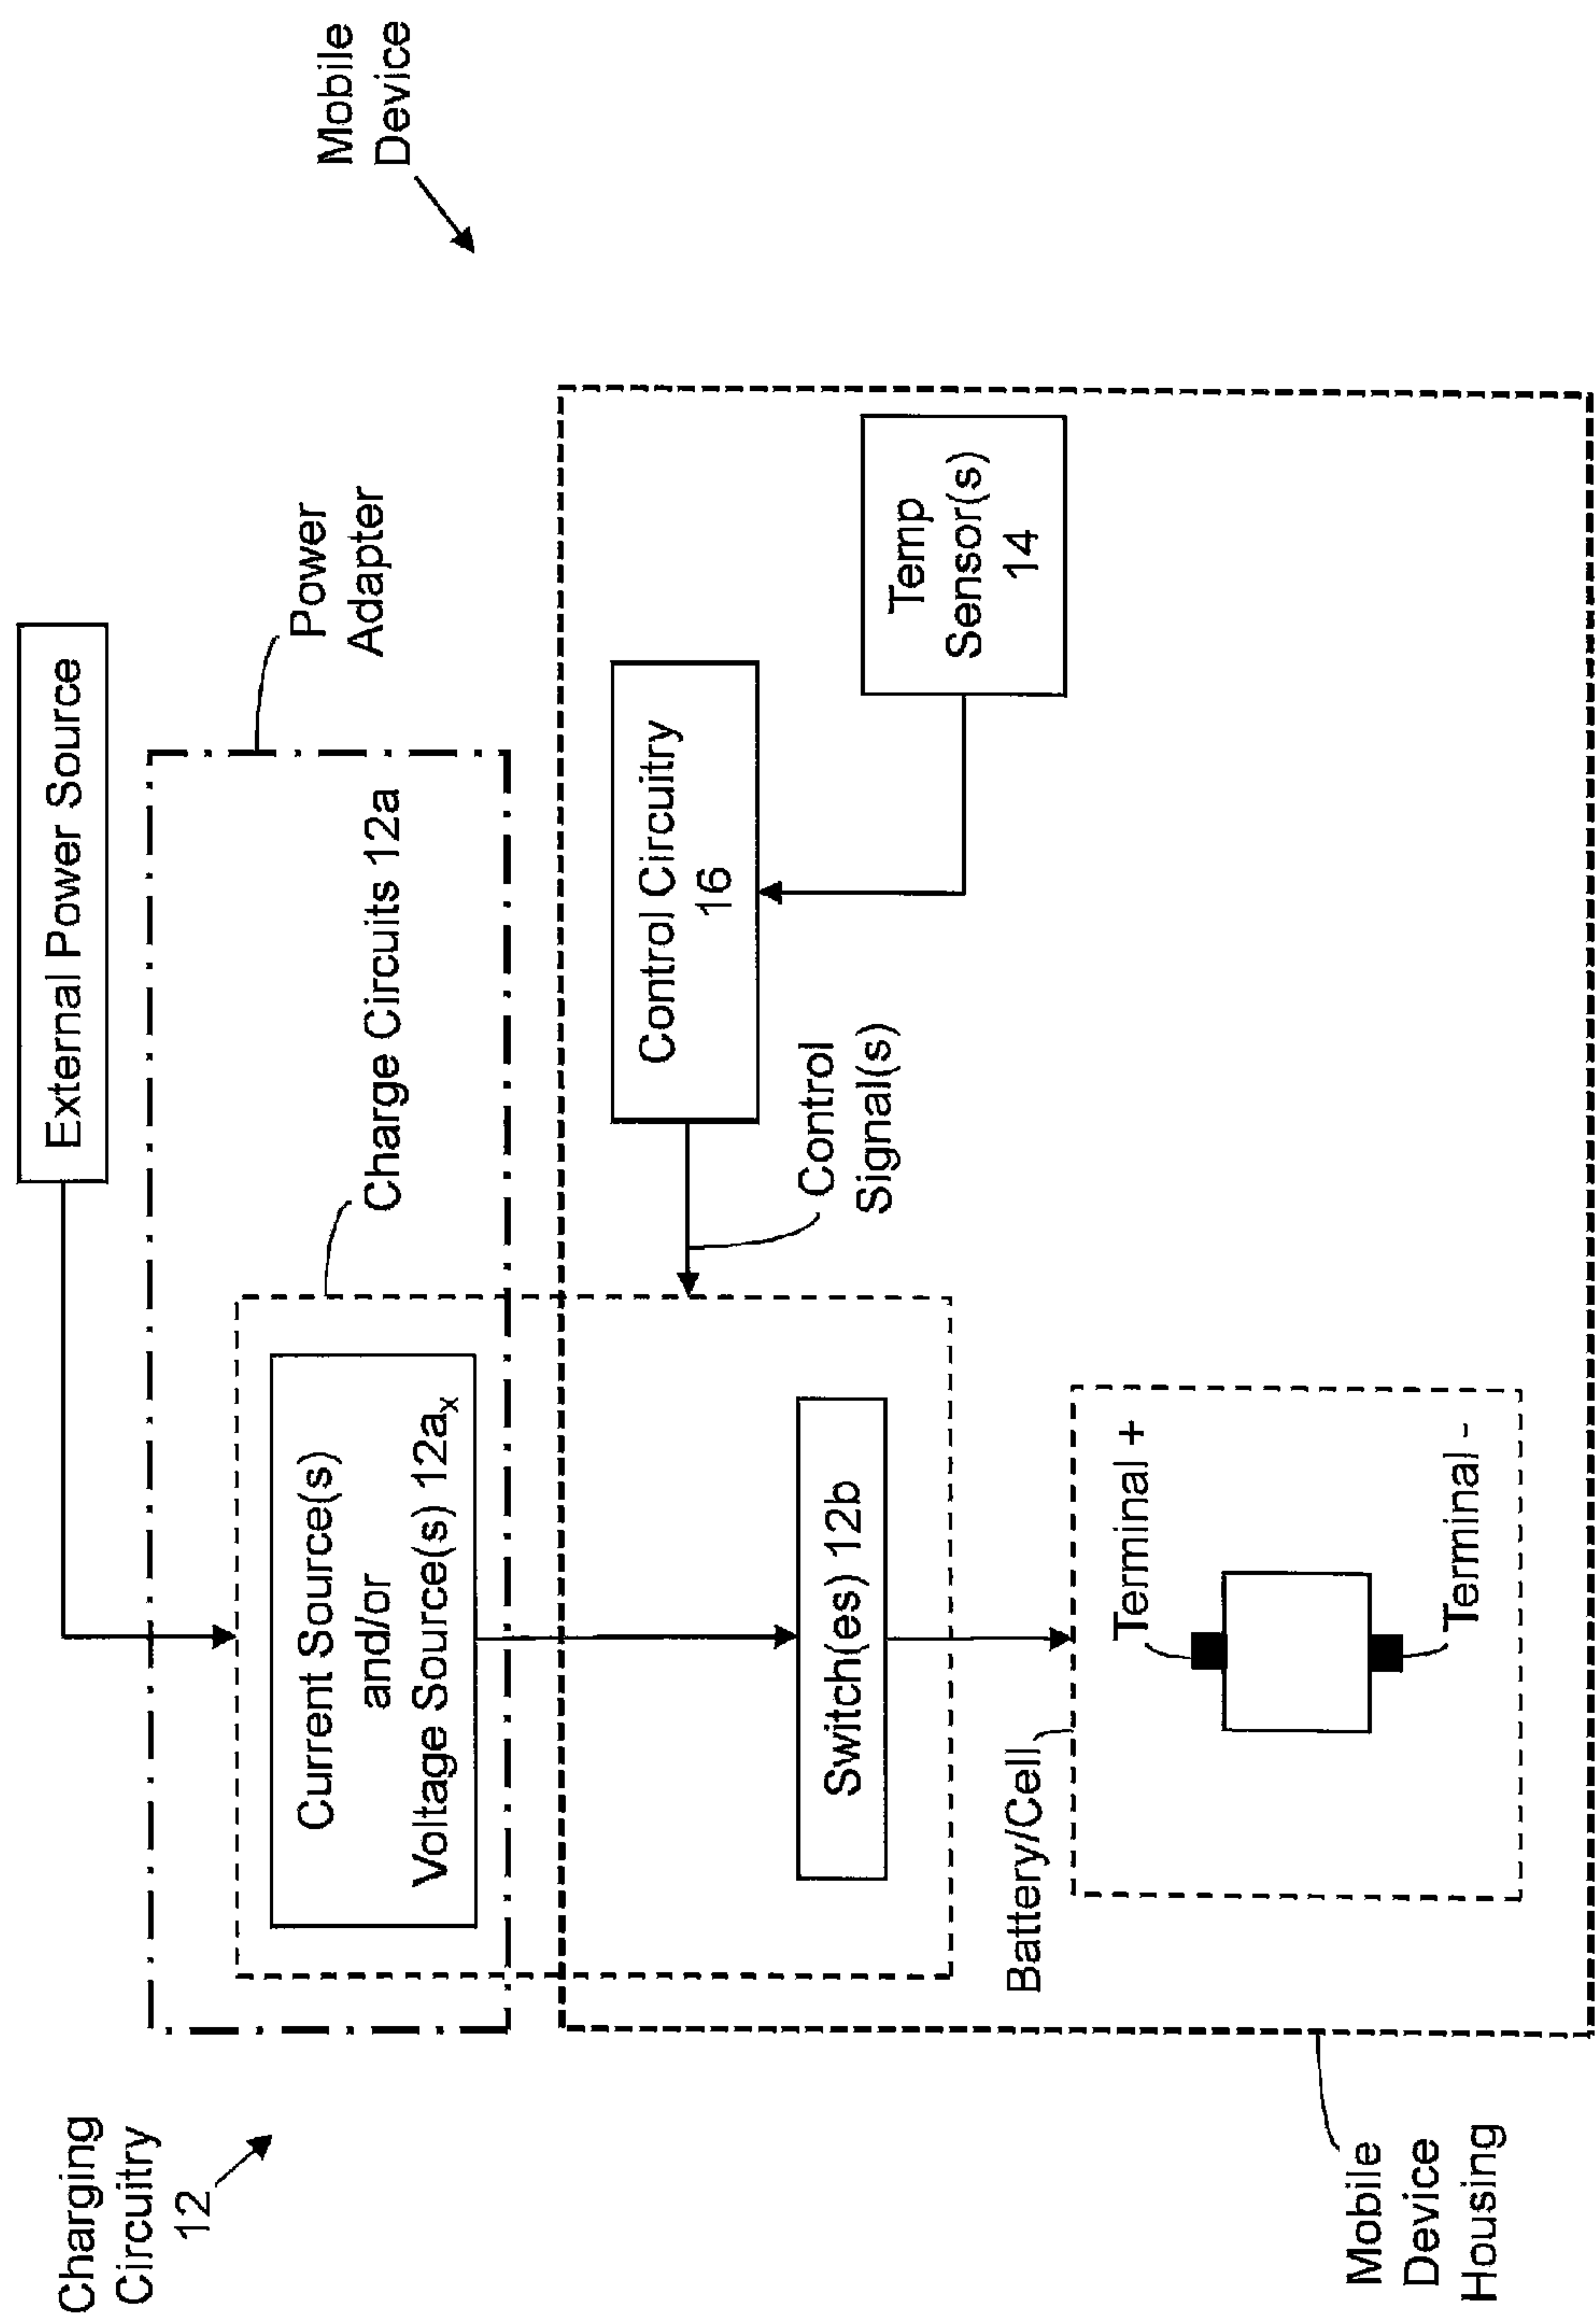 Charging
Circuitry
12
External Power Source
Power
Adapter
Mobile
Device
Charge Circuits 12a
Current Source(s)
and/or
Voltage Source(s) 12aₓ
Control Circuitry
16
Control
Signal(s)
Temp
Sensor(s)
14
Switch(es) 12b
Battery/Cell
Terminal +
Terminal -
Mobile
Device
Housing